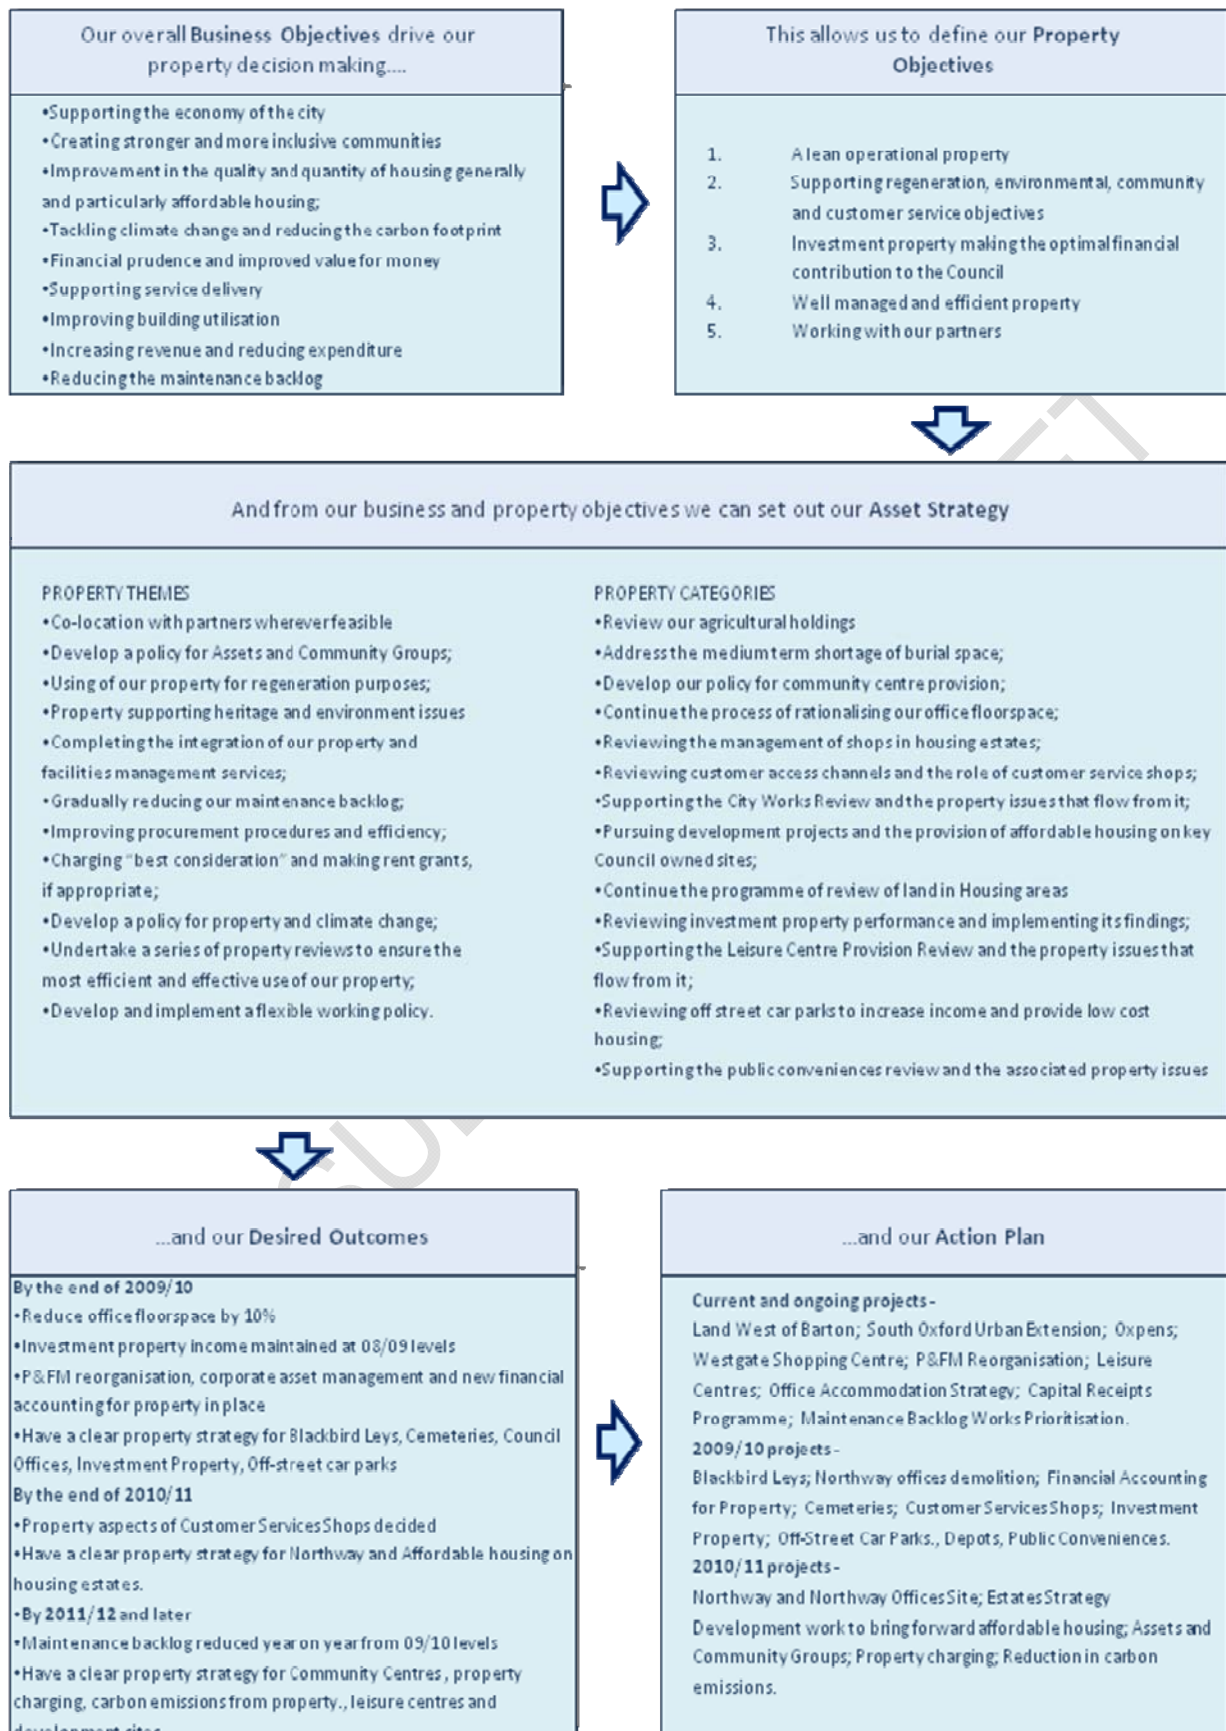 Our overall Business Objectives drive our
property decision making....
•Supporting the economy of the city
•Creating stronger and more inclusive communities
•Improvement in the quality and quantity of housing generally
and particularly affordable housing;
•Tackling climate change and reducing the carbon footprint
•Financial prudence and improved value for money
•Supporting service delivery
•Improving building utilisation
•Increasing revenue and reducing expenditure
•Reducing the maintenance backlog
This allows us to define our Property
Objectives
1. A lean operational property
2. Supporting regeneration, environmental, community
and customer service objectives
3. Investment property making the optimal financial
contribution to the Council
4. Well managed and efficient property
5. Working with our partners
And from our business and property objectives we can set out our Asset Strategy
PROPERTY THEMES
•Co-location with partners wherever feasible
•Develop a policy for Assets and Community Groups;
•Using of our property for regeneration purposes;
•Property supporting heritage and environment issues
•Completing the integration of our property and
facilities management services;
•Gradually reducing our maintenance backlog;
•Improving procurement procedures and efficiency;
•Charging "best consideration" and making rent grants,
if appropriate;
•Develop a policy for property and climate change;
•Undertake a series of property reviews to ensure the
most efficient and effective use of our property;
•Develop and implement a flexible working policy.
PROPERTY CATEGORIES
•Review our agricultural holdings
•Address the medium term shortage of burial space;
•Develop our policy for community centre provision;
•Continue the process of rationalising our office floorspace;
•Reviewing the management of shops in housing estates;
•Reviewing customer access channels and the role of customer service shops;
•Supporting the City Works Review and the property issues that flow from it;
•Pursuing development projects and the provision of affordable housing on key
Council owned sites;
•Continue the programme of review of land in Housing areas
•Reviewing investment property performance and implementing its findings;
•Supporting the Leisure Centre Provision Review and the property issues that
flow from it;
•Reviewing off street car parks to increase income and provide low cost
housing;
•Supporting the public conveniences review and the associated property issues
...and our Desired Outcomes
By the end of 2009/10
•Reduce office floorspace by 10%
•Investment property income maintained at 08/09 levels
•P&FM reorganisation, corporate asset management and new financial
accounting for property in place
•Have a clear property strategy for Blackbird Leys, Cemeteries, Council
Offices, Investment Property, Off-street car parks
By the end of 2010/11
•Property aspects of Customer Services Shops decided
•Have a clear property strategy for Northway and Affordable housing on
housing estates.
•By 2011/12 and later
•Maintenance backlog reduced year on year from 09/10 levels
•Have a clear property strategy for Community Centres , property
charging, carbon emissions from property., leisure centres and
development sites
...and our Action Plan
Current and ongoing projects-
Land West of Barton; South Oxford Urban Extension; Oxpens;
Westgate Shopping Centre; P&FM Reorganisation; Leisure
Centres; Office Accommodation Strategy; Capital Receipts
Programme; Maintenance Backlog Works Prioritisation.
2009/10 projects-
Blackbird Leys; Northway offices demolition; Financial Accounting
for Property; Cemeteries; Customer Services Shops; Investment
Property; Off-Street Car Parks., Depots, Public Conveniences.
2010/11 projects-
Northway and Northway Offices Site; Estates Strategy
Development work to bring forward affordable housing; Assets and
Community Groups; Property charging; Reduction in carbon
emissions.